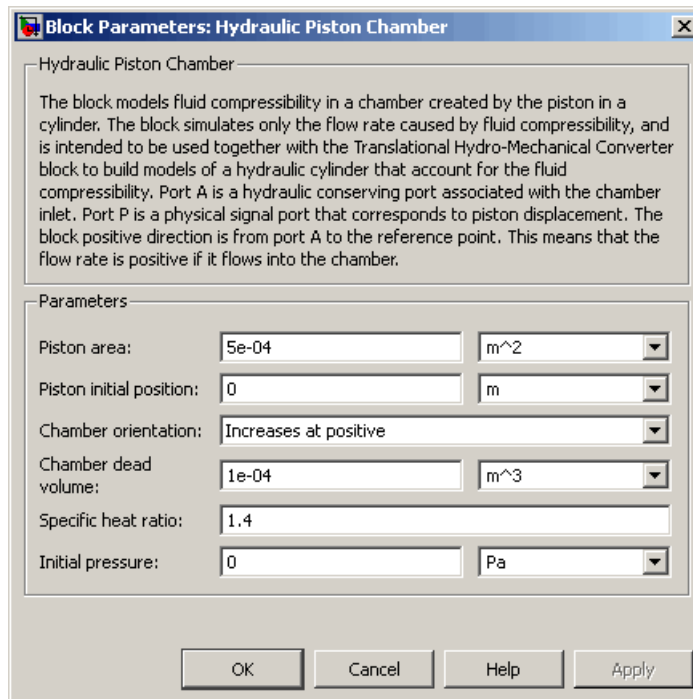 Block Parameters: Hydraulic Piston Chamber
Hydraulic Piston Chamber
The block models fluid compressibility in a chamber created by the piston in a
cylinder. The block simulates only the flow rate caused by fluid compressibility, and
is intended to be used together with the Translational Hydro-Mechanical Converter
block to build models of a hydraulic cylinder that account for the fluid
compressibility. Port A is a hydraulic conserving port associated with the chamber
inlet. Port P is a physical signal port that corresponds to piston displacement. The
block positive direction is from port A to the reference point. This means that the
flow rate is positive if it flows into the chamber.
Parameters
Piston area: 5e-04 m^2
Piston initial position: 0 m
Chamber orientation: Increases at positive
Chamber dead
volume: 1e-04 m^3
Specific heat ratio: 1.4
Initial pressure: 0 Pa
OK Cancel Help Apply